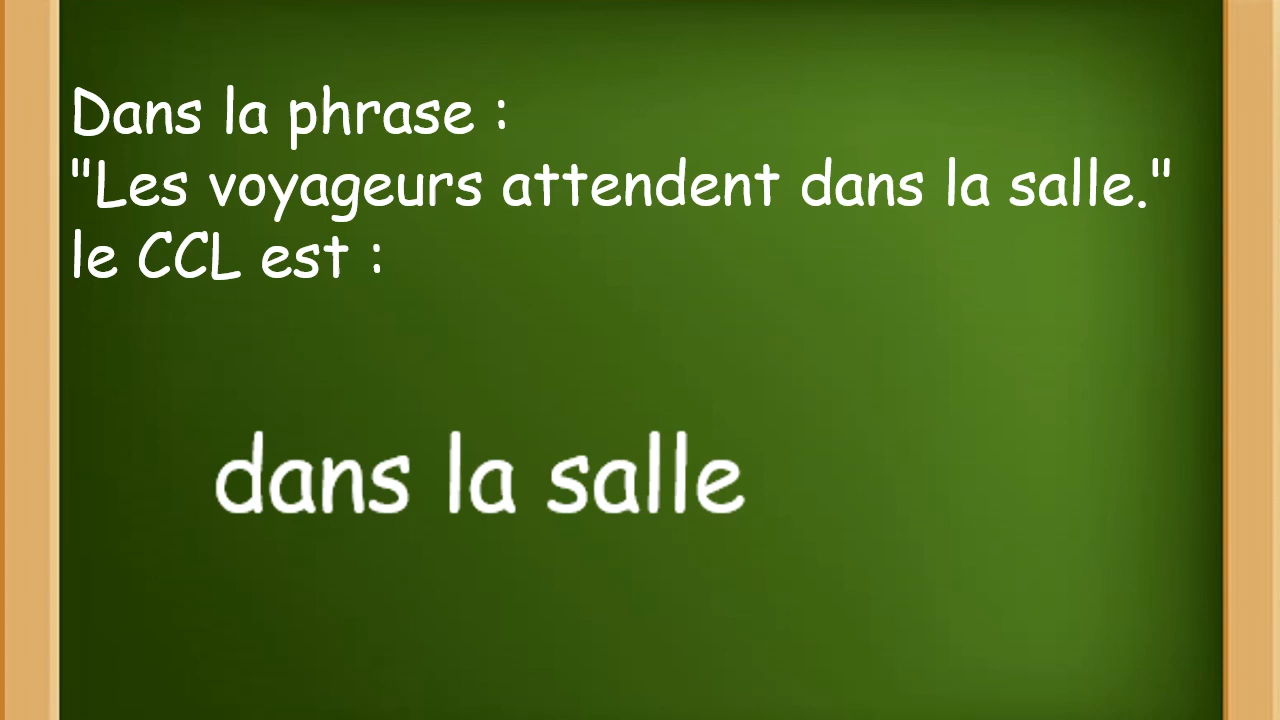 Dans la phrase :
"Les voyageurs attendent dans la salle."
le CCL est :
dans la salle